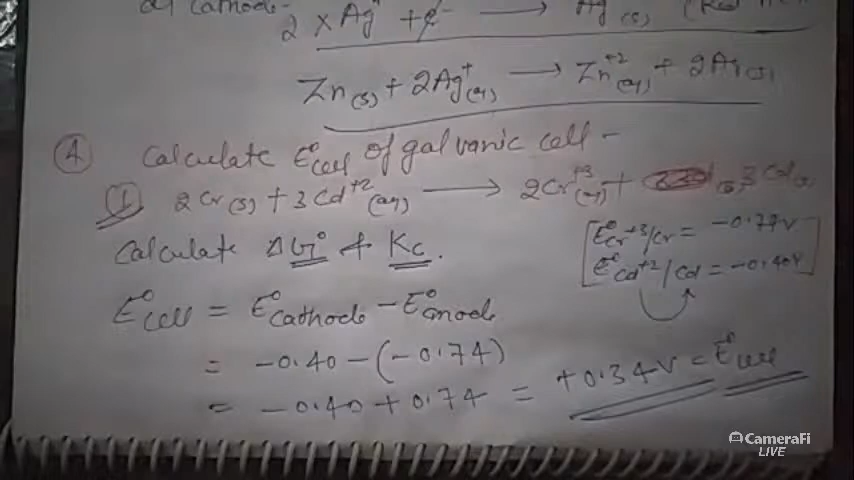 at cathode-
2 × Ag⁺ + e⁻ ⟶ Ag(s)
Zn(s) + 2Ag⁺(aq) ⟶ Zn⁺²(aq) + 2Ag(s)
④ Calculate E°cell of galvanic cell -
① 2Cr(s) + 3Cd⁺²(aq) ⟶ 2Cr⁺³(aq) + 3Cd(s)
Calculate ΔG° & Kc.
[E°Cr⁺³/Cr = -0.74V
E°Cd⁺²/Cd = -0.40V]
E°cell = E°cathode - E°anode
= -0.40 - (-0.74)
= -0.40 + 0.74 = +0.34V = E°cell
CameraFi
LIVE